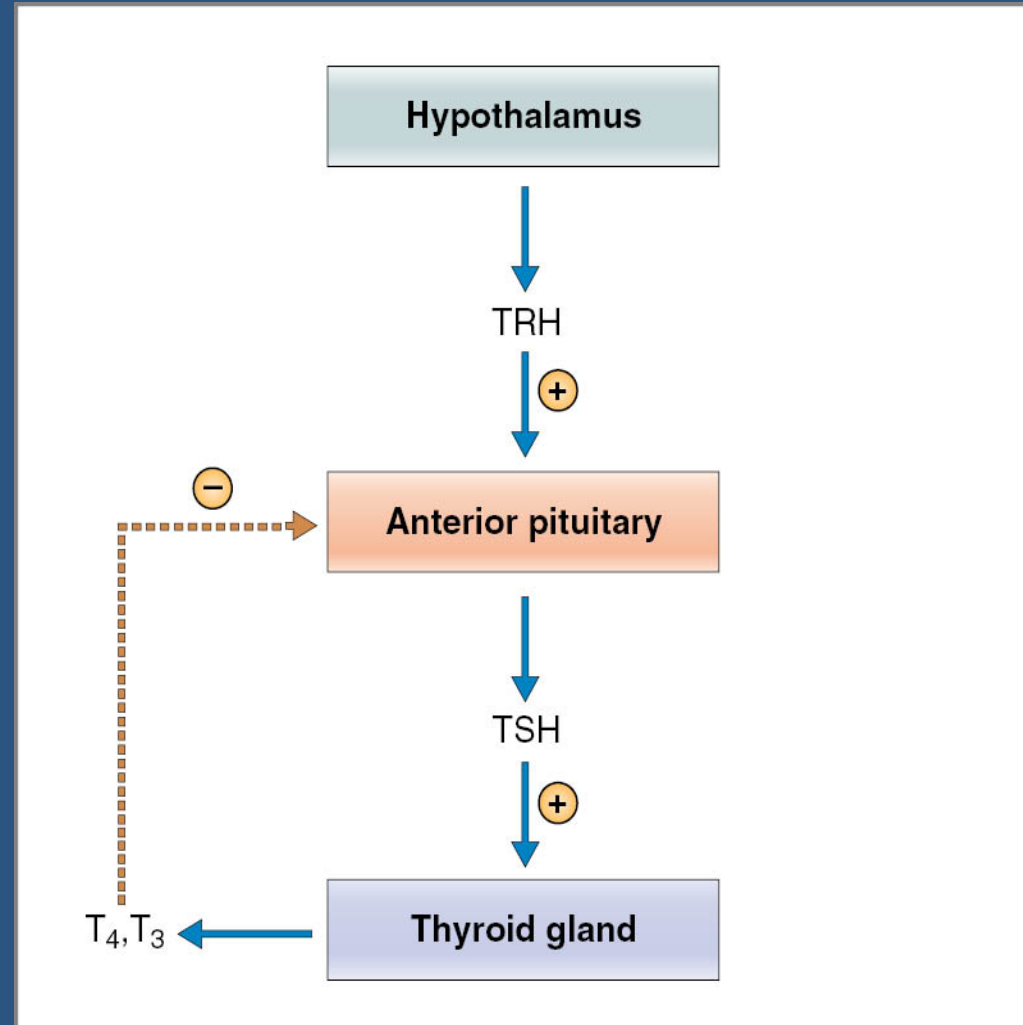 Hypothalamus
TRH
+
−
Anterior pituitary
TSH
+
T₄,T₃
Thyroid gland